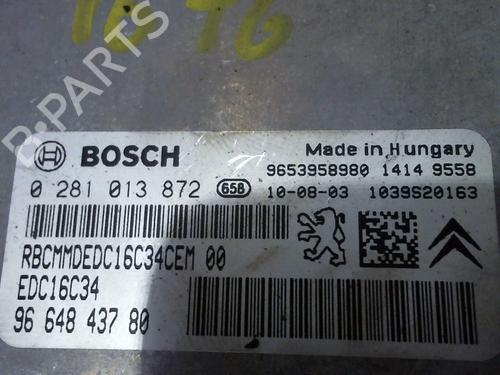 1646
BOSCH
Made in Hungary
9653958980 1414 9558
0 281 013 872 658 10-08-03 1039S20163
RBCMMDEDC16C34CEM 00
EDC16C34
96 648 437 80
B-PARTS